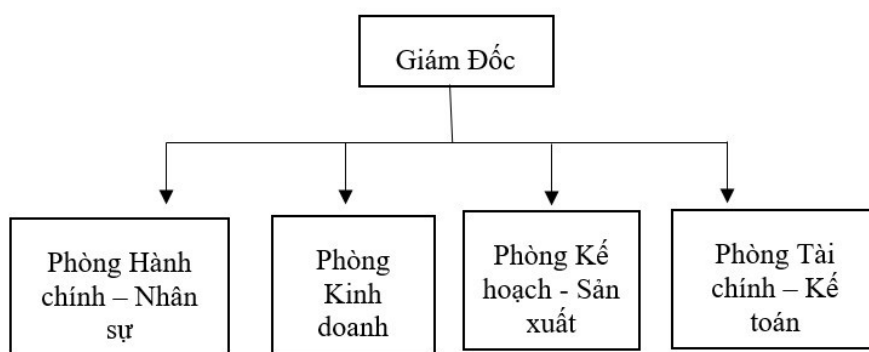 Giám Đốc
Phòng Hành
chính – Nhân
sự
Phòng
Kinh
doanh
Phòng Kế
hoạch - Sản
xuất
Phòng Tài
chính – Kế
toán